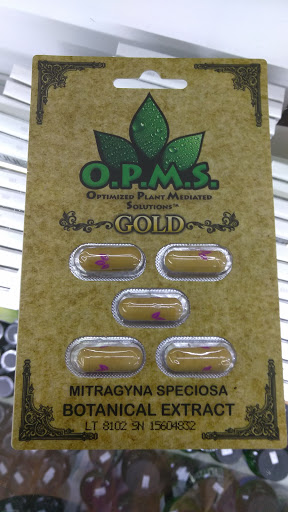 O.P.M.S.
OPTIMIZED PLANT MEDIATED
SOLUTIONS™
GOLD
MITRAGYNA SPECIOSA
BOTANICAL EXTRACT
LT 8102 SN 15604832